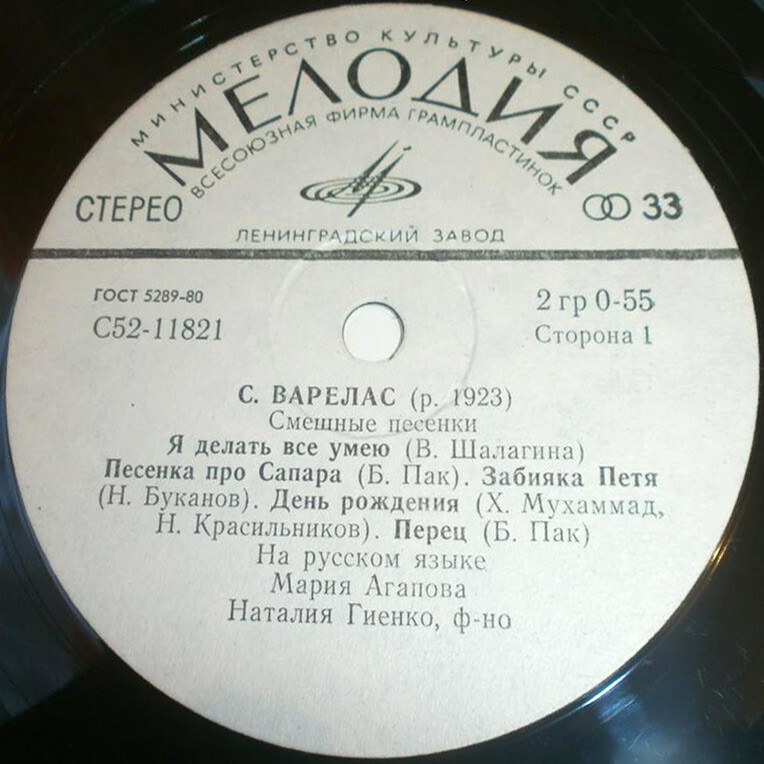 МИНИСТЕРСТВО КУЛЬТУРЫ СССР
МЕЛОДИЯ
ВСЕСОЮЗНАЯ ФИРМА ГРАМПЛАСТИНОК
СТЕРЕО
33
ЛЕНИНГРАДСКИЙ ЗАВОД
ГОСТ 5289-80
2 гр 0-55
С52-11821
Сторона 1
С. ВАРЕЛАС (р. 1923)
Смешные песенки
Я делать все умею (В. Шалагина)
Песенка про Сапара (Б. Пак). Забияка Петя
(Н. Буканов). День рождения (Х. Мухаммад,
Н. Красильников). Перец (Б. Пак)
На русском языке
Мария Агапова
Наталия Гиенко, ф-но